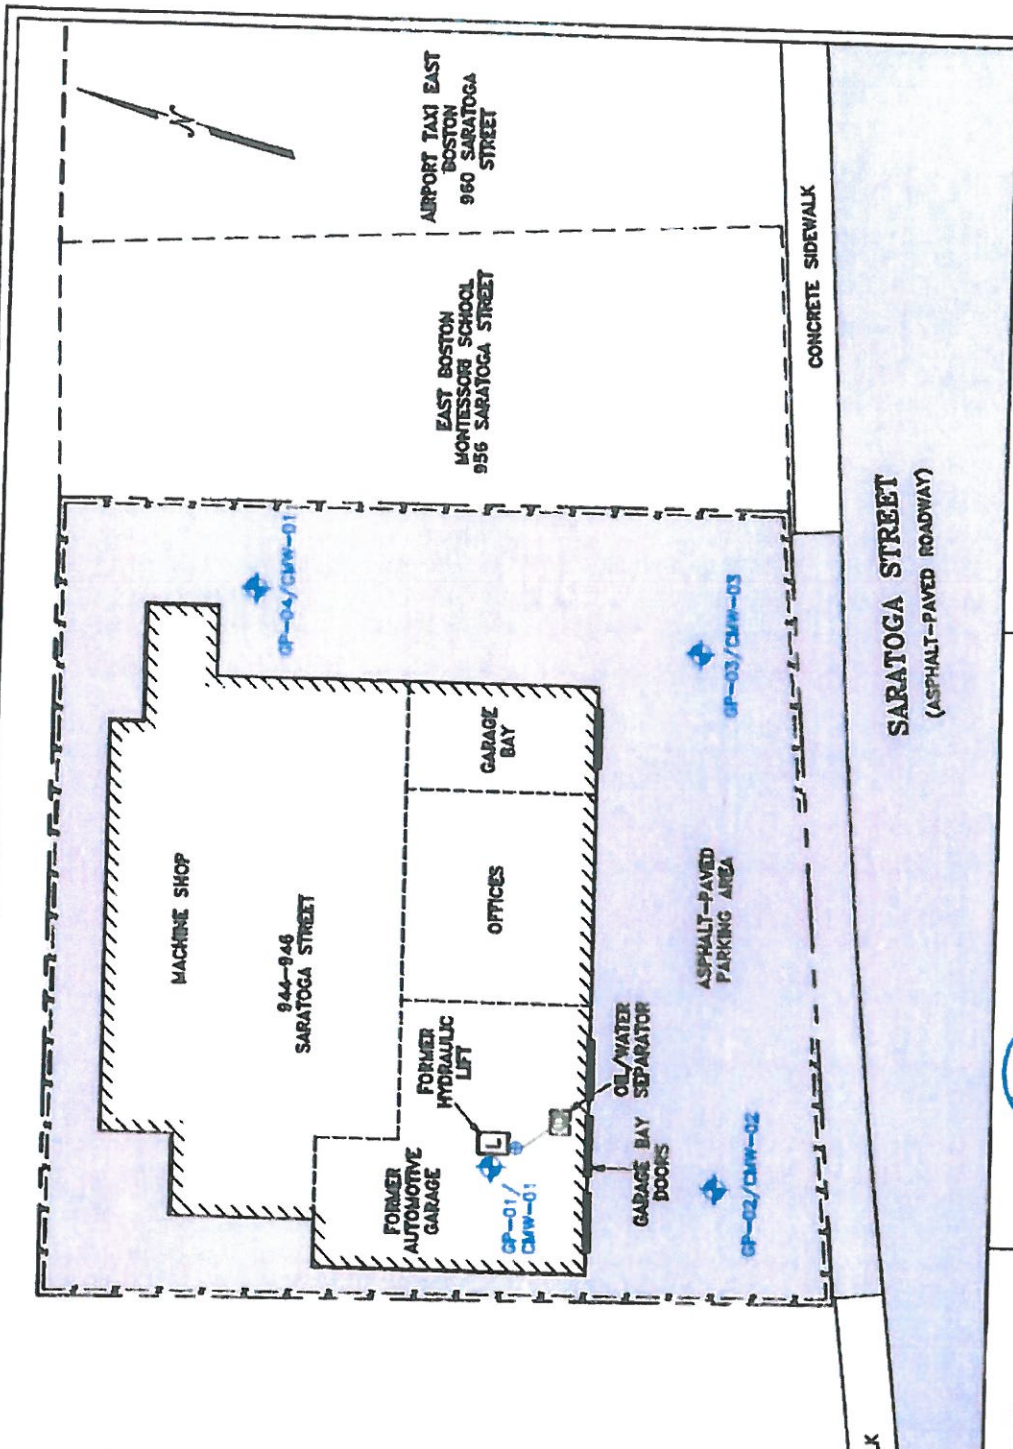 N
AIRPORT TAXI EAST
BOSTON
960 SARATOGA
STREET
EAST BOSTON
MONTESSORI SCHOOL
956 SARATOGA STREET
CONCRETE SIDEWALK
GP-04/CMW-01
MACHINE SHOP
944-946
SARATOGA STREET
GARAGE
BAY
OFFICES
FORMER
HYDRAULIC
LIFT
L
FORMER
AUTOMOTIVE
GARAGE
GP-01/
CMW-01
OIL/WATER
SEPARATOR
GARAGE BAY
DOORS
GP-03/CMW-03
ASPHALT-PAVED
PARKING AREA
GP-02/CMW-02
SARATOGA STREET
(ASPHALT-PAVED ROADWAY)